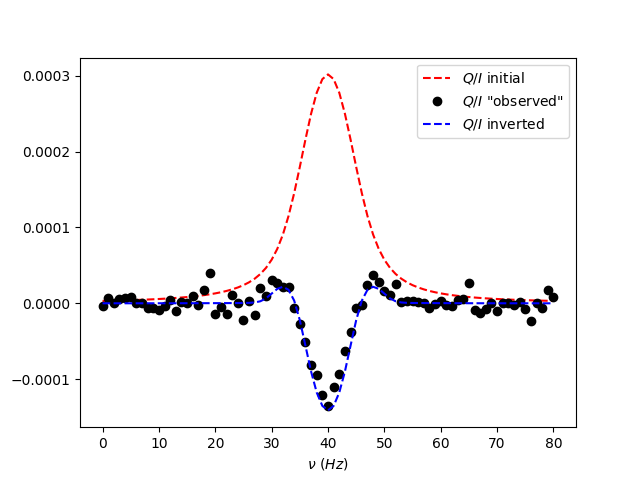 0.0003
0.0002
0.0001
0.0000
−0.0001
0 10 20 30 40 50 60 70 80
ν (Hz)
Q/I initial
Q/I "observed"
Q/I inverted